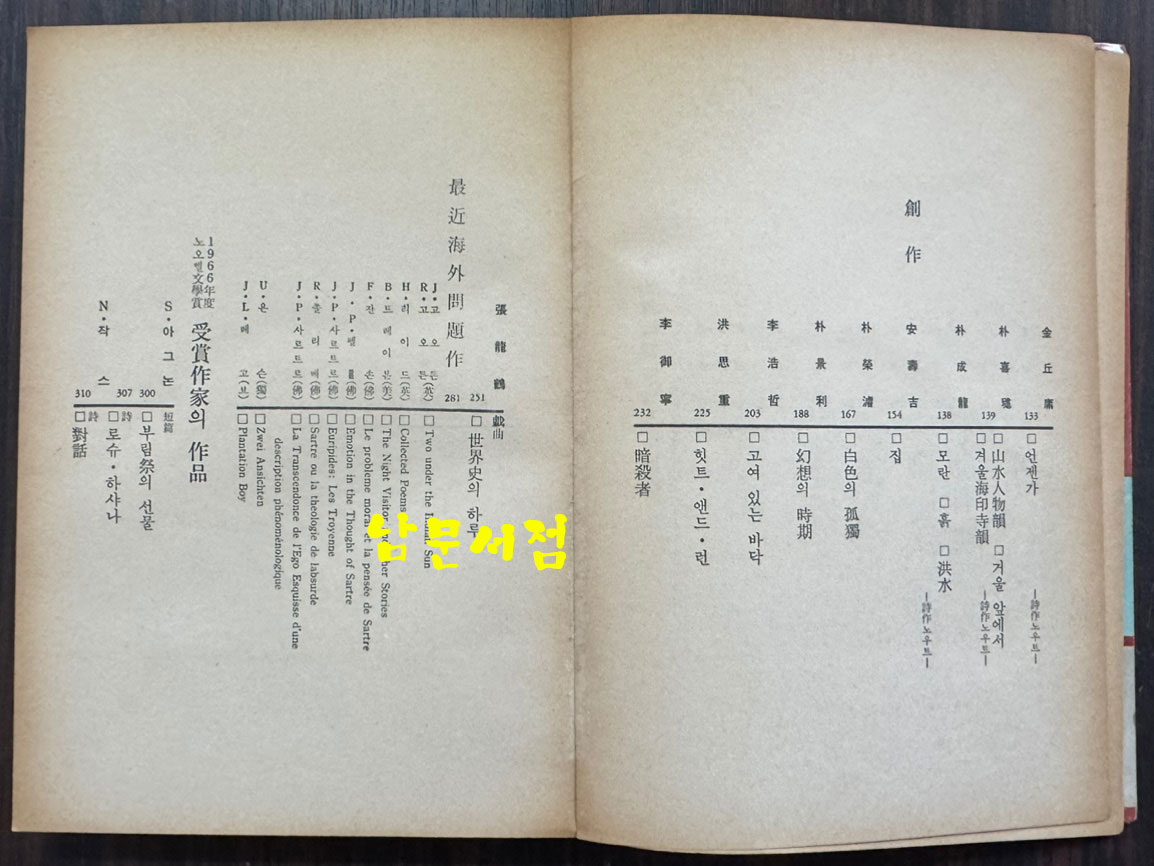 創作
金丘庸 133 □언젠가 ─詩作노우트─
朴喜璡 139 □山水人物韻 □거울 앞에서
□겨울海印寺韻 ─詩作노우트─
朴成龍 138 □모란 □흙 □洪水 ─詩作노우트─
安壽吉 154 □집
朴榮濬 167 □白色의 孤獨
朴景利 188 □幻想의 時期
李浩哲 203 □고여 있는 바닥
洪思重 225 □힛트·앤드·런
李御寧 232 □暗殺者
張龍鶴 251 戱曲 □世界史의 하루
最近海外問題作 281
J·고오든
R·고오든(英) □Two under the Sun
H·리이드(英) □Collected Poems
B·드레이븐(美) □The Night Visitor and Other Stories
F·잔손(佛) □Le problème moral et la pensée de Sartre
J·P·펠(佛) □Emotion in the Thought of Sartre
J·P·사르트르(佛) □Euripides: Les Troyenne
R·졸리베(佛) □Sartre ou la theologie de labsurde
J·P·사르트르(佛) □La Transcendonce de l'Ego Esquisse d'une
description phénoménologique
U·온손(獨) □Zwei Ansichten
J·L·메고(브) □Plantation Boy
1966年度
노오벨文學賞
受賞作家의 作品
S·아그논 300 短篇 □부림祭의 선물
N·작스 307 □詩 로슈·하샤나
310 □詩 對話
남문서점